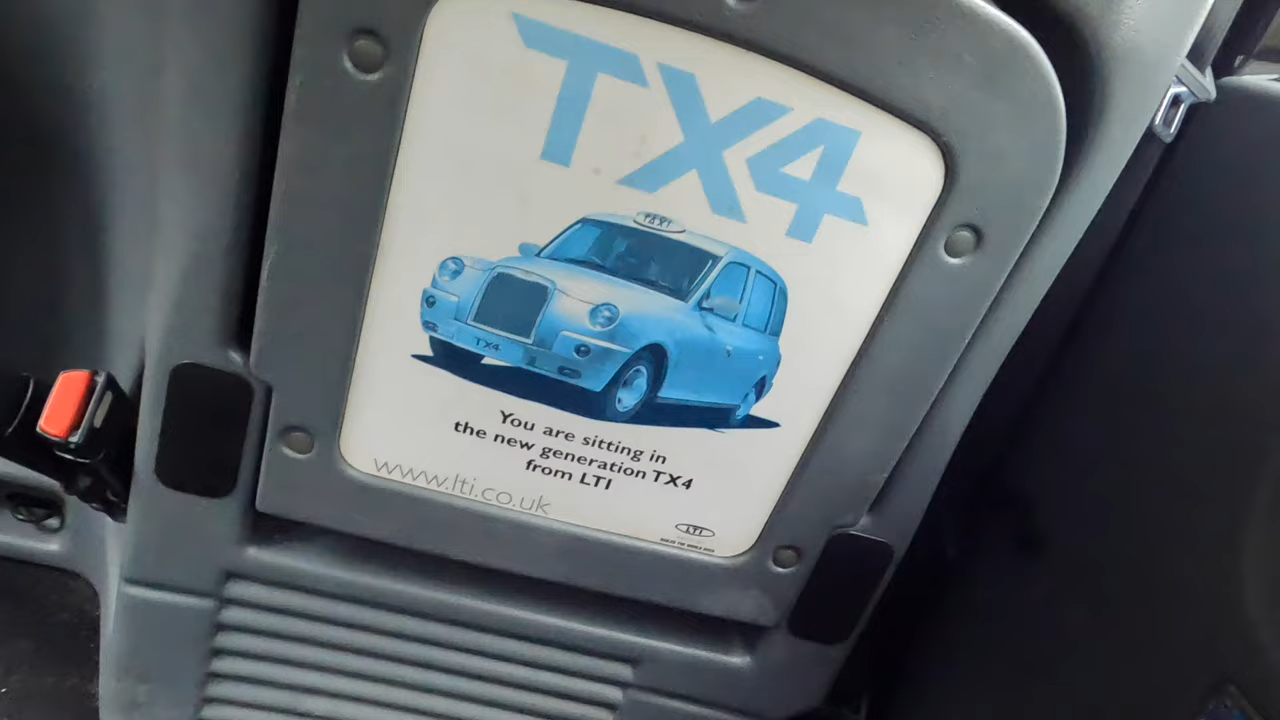 TX4
TAXI
TX4
You are sitting in
the new generation TX4
from LTI
www.lti.co.uk
LTI